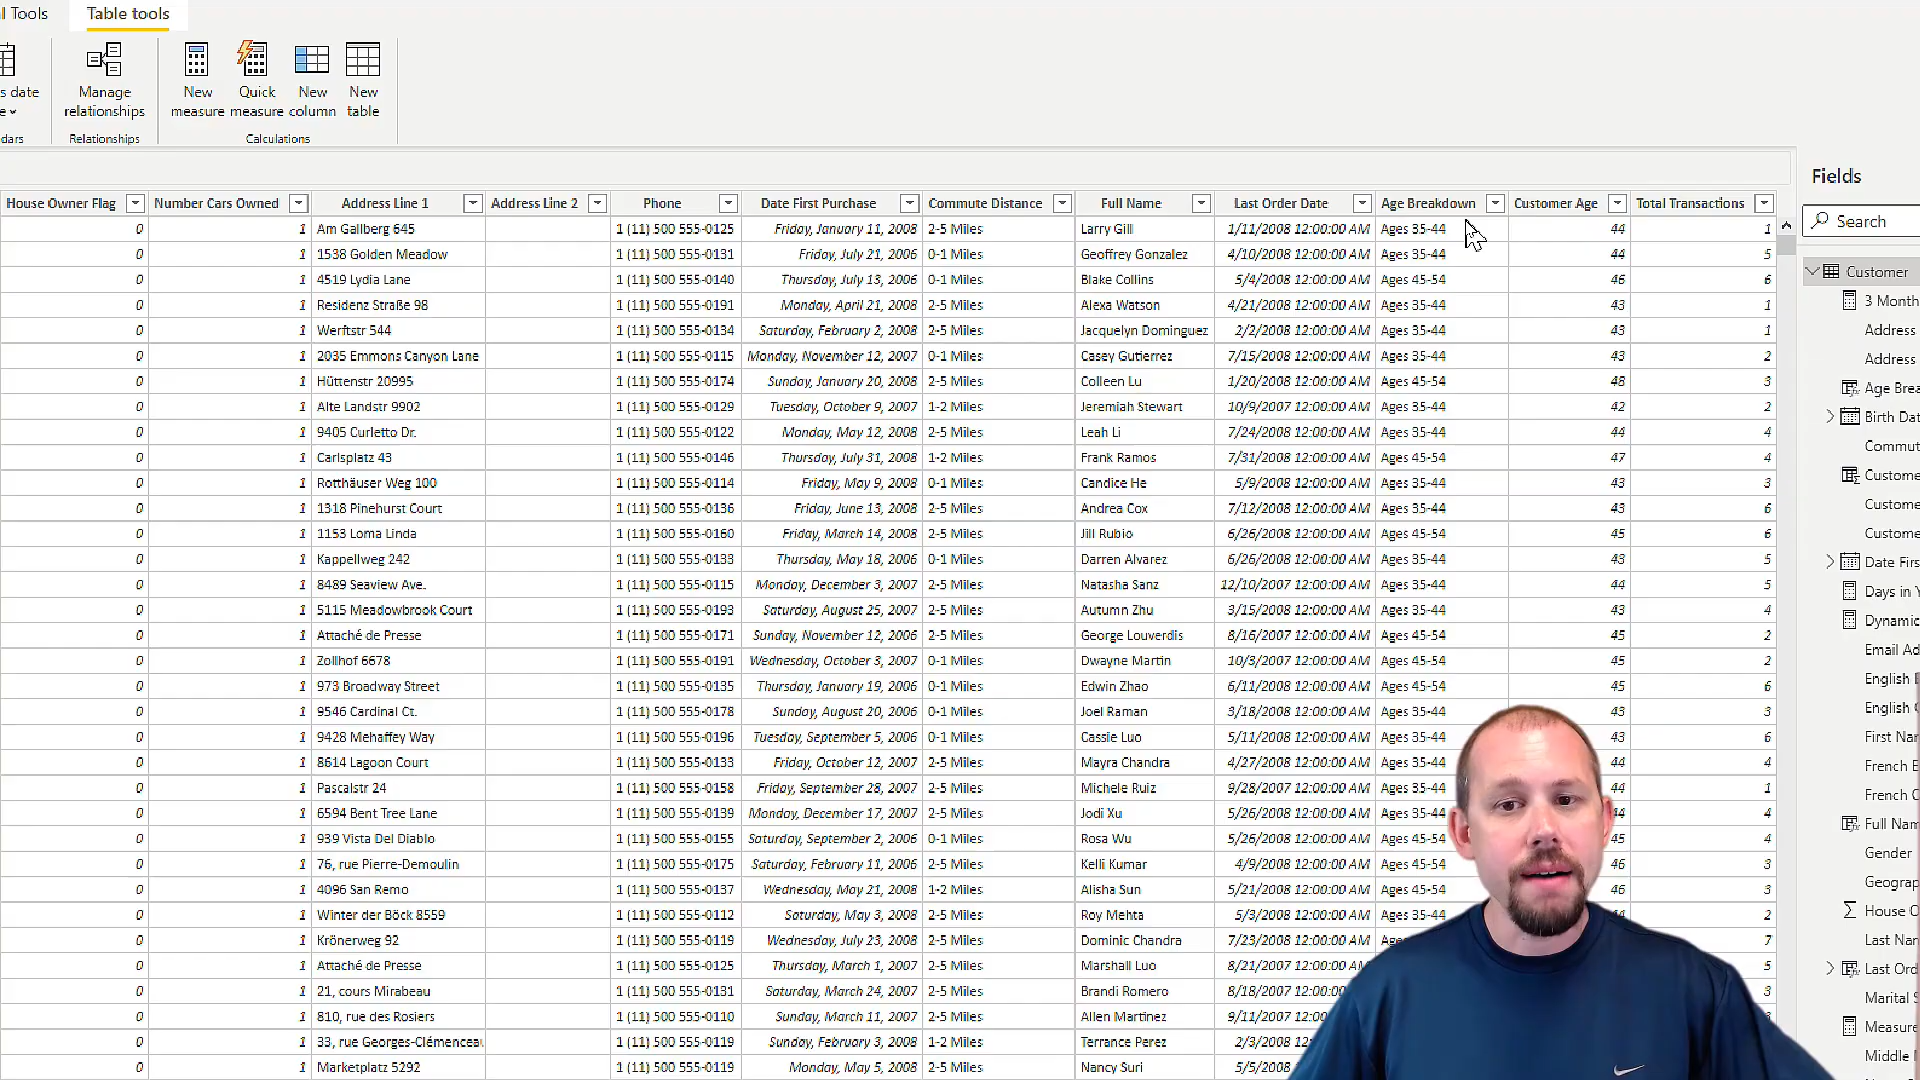 l Tools Table tools
s date Manage relationships New measure Quick measure New column New table
dars Relationships Calculations
Fields
Search
House Owner Flag Number Cars Owned Address Line 1 Address Line 2 Phone Date First Purchase Commute Distance Full Name Last Order Date Age Breakdown Customer Age Total Transactions
0 1 Am Gallberg 645 1 (11) 500 555-0125 Friday, January 11, 2008 2-5 Miles Larry Gill 1/11/2008 12:00:00 AM Ages 35-44 44 1
0 1 1538 Golden Meadow 1 (11) 500 555-0131 Friday, July 21, 2006 0-1 Miles Geoffrey Gonzalez 4/10/2008 12:00:00 AM Ages 35-44 44 5
0 1 4519 Lydia Lane 1 (11) 500 555-0140 Thursday, July 13, 2006 0-1 Miles Blake Collins 5/4/2008 12:00:00 AM Ages 45-54 46 6
0 1 Residenz Straße 98 1 (11) 500 555-0191 Monday, April 21, 2008 2-5 Miles Alexa Watson 4/21/2008 12:00:00 AM Ages 35-44 43 1
0 1 Werftstr 544 1 (11) 500 555-0134 Saturday, February 2, 2008 2-5 Miles Jacquelyn Dominguez 2/2/2008 12:00:00 AM Ages 35-44 43 1
0 1 2035 Emmons Canyon Lane 1 (11) 500 555-0115 Monday, November 12, 2007 0-1 Miles Casey Gutierrez 7/15/2008 12:00:00 AM Ages 35-44 43 2
0 1 Hüttenstr 20995 1 (11) 500 555-0174 Sunday, January 20, 2008 2-5 Miles Colleen Lu 1/20/2008 12:00:00 AM Ages 45-54 48 3
0 1 Alte Landstr 9902 1 (11) 500 555-0129 Tuesday, October 9, 2007 1-2 Miles Jeremiah Stewart 10/9/2007 12:00:00 AM Ages 35-44 42 2
0 1 9405 Curletto Dr. 1 (11) 500 555-0122 Monday, May 12, 2008 2-5 Miles Leah Li 7/24/2008 12:00:00 AM Ages 35-44 44 4
0 1 Carlsplatz 43 1 (11) 500 555-0146 Thursday, July 31, 2008 1-2 Miles Frank Ramos 7/31/2008 12:00:00 AM Ages 45-54 47 4
0 1 Rotthäuser Weg 100 1 (11) 500 555-0114 Friday, May 9, 2008 0-1 Miles Candice He 5/9/2008 12:00:00 AM Ages 35-44 43 3
0 1 1318 Pinehurst Court 1 (11) 500 555-0136 Friday, June 13, 2008 2-5 Miles Andrea Cox 7/12/2008 12:00:00 AM Ages 35-44 43 6
0 1 1153 Loma Linda 1 (11) 500 555-0160 Friday, March 14, 2008 2-5 Miles Jill Rubio 6/26/2008 12:00:00 AM Ages 45-54 45 6
0 1 Kappellweg 242 1 (11) 500 555-0133 Thursday, May 18, 2006 0-1 Miles Darren Alvarez 6/26/2008 12:00:00 AM Ages 35-44 43 5
0 1 8489 Seaview Ave. 1 (11) 500 555-0115 Monday, December 3, 2007 2-5 Miles Natasha Sanz 12/10/2007 12:00:00 AM Ages 35-44 44 5
0 1 5115 Meadowbrook Court 1 (11) 500 555-0193 Saturday, August 25, 2007 2-5 Miles Autumn Zhu 3/15/2008 12:00:00 AM Ages 35-44 43 4
0 1 Attaché de Presse 1 (11) 500 555-0171 Sunday, November 12, 2006 2-5 Miles George Louverdis 8/16/2007 12:00:00 AM Ages 45-54 45 2
0 1 Zollhof 6678 1 (11) 500 555-0191 Wednesday, October 3, 2007 0-1 Miles Dwayne Martin 10/3/2007 12:00:00 AM Ages 45-54 45 2
0 1 973 Broadway Street 1 (11) 500 555-0135 Thursday, January 19, 2006 0-1 Miles Edwin Zhao 6/11/2008 12:00:00 AM Ages 45-54 45 6
0 1 9546 Cardinal Ct. 1 (11) 500 555-0178 Sunday, August 20, 2006 0-1 Miles Joel Raman 3/18/2008 12:00:00 AM Ages 35-44 43 3
0 1 9428 Mehaffey Way 1 (11) 500 555-0196 Tuesday, September 5, 2006 0-1 Miles Cassie Luo 5/11/2008 12:00:00 AM Ages 35-44 43 6
0 1 8614 Lagoon Court 1 (11) 500 555-0133 Friday, October 12, 2007 2-5 Miles Mayra Chandra 4/27/2008 12:00:00 AM Ages 35-44 44 4
0 1 Pascalstr 24 1 (11) 500 555-0158 Friday, September 28, 2007 2-5 Miles Michele Ruiz 9/28/2007 12:00:00 AM Ages 35-44 44 1
0 1 6594 Bent Tree Lane 1 (11) 500 555-0139 Monday, December 17, 2007 2-5 Miles Jodi Xu 5/26/2008 12:00:00 AM Ages 35-44 44 4
0 1 939 Vista Del Diablo 1 (11) 500 555-0155 Saturday, September 2, 2006 0-1 Miles Rosa Wu 5/26/2008 12:00:00 AM Ages 45-54 45 4
0 1 76, rue Pierre-Demoulin 1 (11) 500 555-0175 Saturday, February 11, 2006 2-5 Miles Kelli Kumar 4/9/2008 12:00:00 AM Ages 45-54 46 3
0 1 4096 San Remo 1 (11) 500 555-0137 Wednesday, May 21, 2008 1-2 Miles Alisha Sun 5/21/2008 12:00:00 AM Ages 45-54 46 3
0 1 Winter der Böck 8559 1 (11) 500 555-0112 Saturday, May 3, 2008 2-5 Miles Roy Mehta 5/3/2008 12:00:00 AM Ages 35-44 44 2
0 1 Krönerweg 92 1 (11) 500 555-0119 Wednesday, July 23, 2008 2-5 Miles Dominic Chandra 7/23/2008 12:00:00 AM 7
0 1 Attaché de Presse 1 (11) 500 555-0125 Thursday, March 1, 2007 2-5 Miles Marshall Luo 8/21/2007 12:00:00 5
0 1 21, cours Mirabeau 1 (11) 500 555-0131 Saturday, March 24, 2007 2-5 Miles Brandi Romero 8/18/2007 12:00:0 3
0 1 810, rue des Rosiers 1 (11) 500 555-0110 Sunday, March 11, 2007 2-5 Miles Allen Martinez 9/11/2007 12:00: 3
0 1 33, rue Georges-Clémenceau 1 (11) 500 555-0119 Sunday, February 3, 2008 1-2 Miles Terrance Perez 2/3/2008 12:00
0 1 Marketplatz 5292 1 (11) 500 555-0119 Monday, May 5, 2008 2-5 Miles Nancy Suri 5/5/2008
Customer
3 Month
Address
Address
Age Brea
Birth Dat
Commut
Custome
Custome
Custome
Date Firs
Days in Y
Dynamic
Email Ad
English E
English O
First Nar
French E
French O
Full Nam
Gender
Geograp
House O
Last Nan
Last Ord
Marital S
Measure
Middle